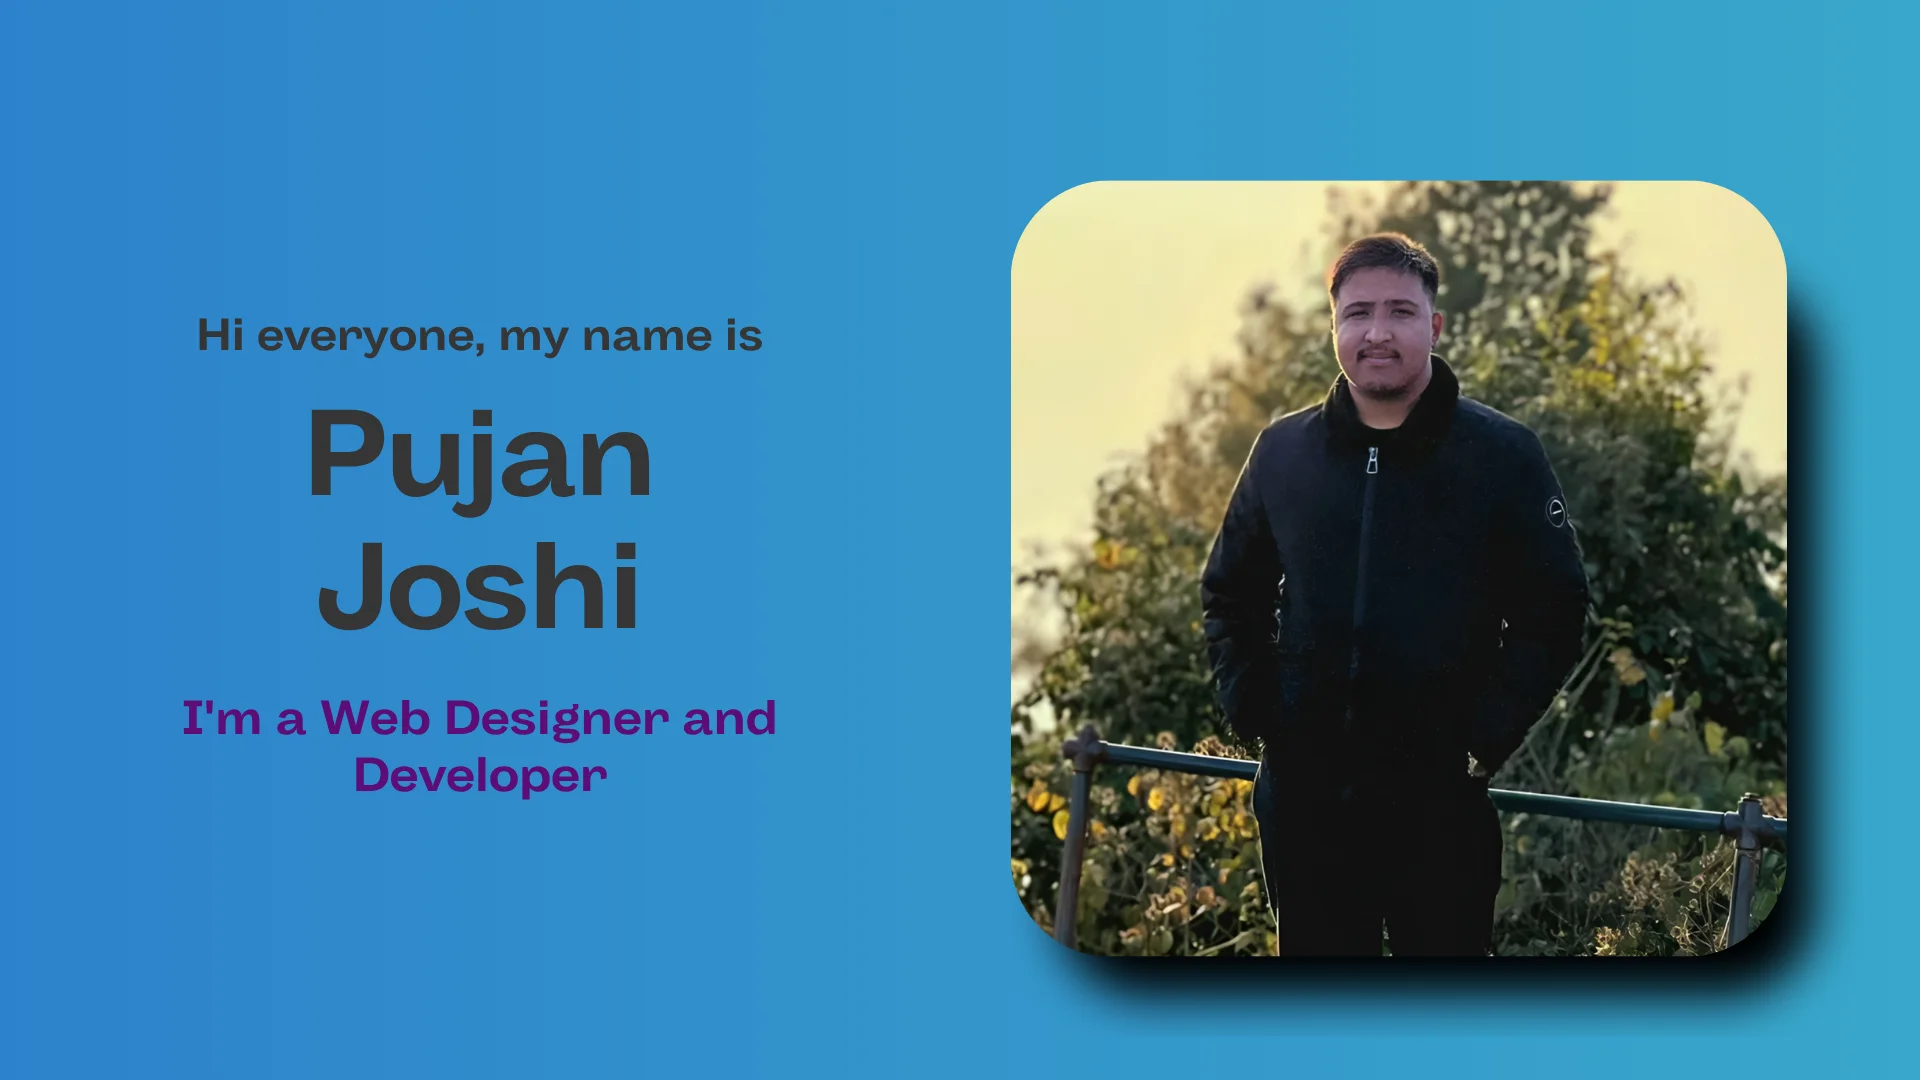 Hi everyone, my name is
Pujan
Joshi
I'm a Web Designer and
Developer